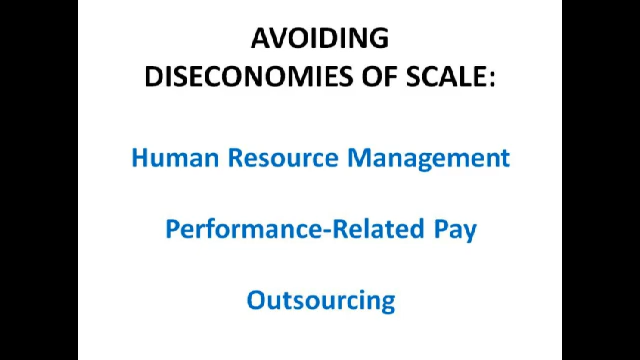 AVOIDING
DISECONOMIES OF SCALE:
Human Resource Management
Performance-Related Pay
Outsourcing